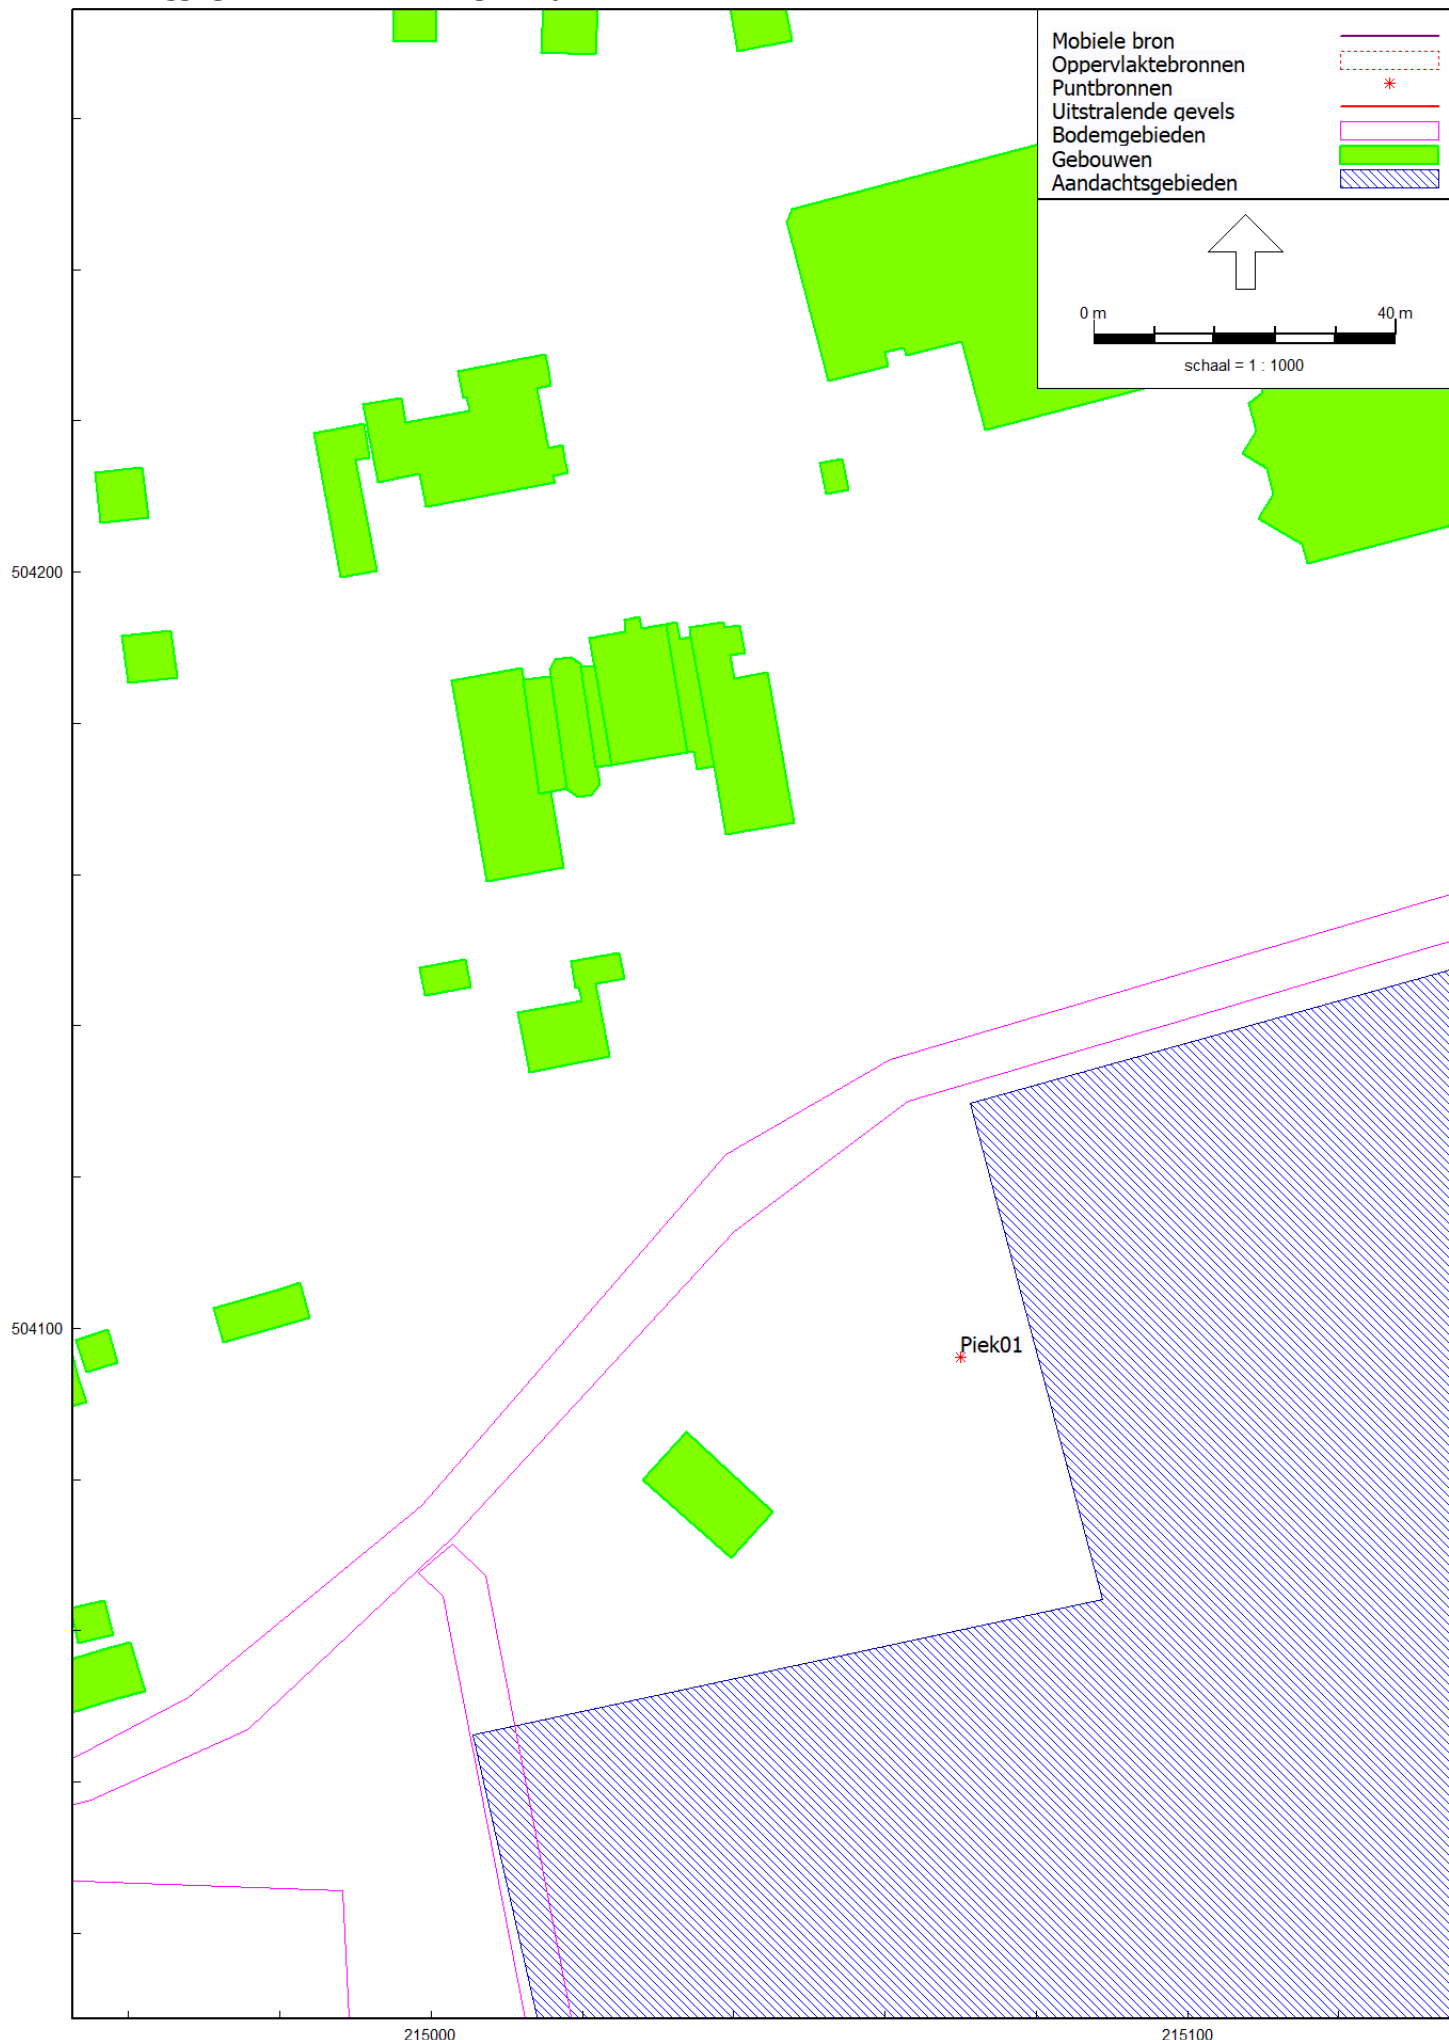 Mobiele bron
Oppervlaktebronnen
Puntbronnen
Uitstralende gevels
Bodemgebieden
Gebouwen
Aandachtsgebieden
0 m 40 m
schaal = 1 : 1000
504200
504100
Piek01
215000 215100